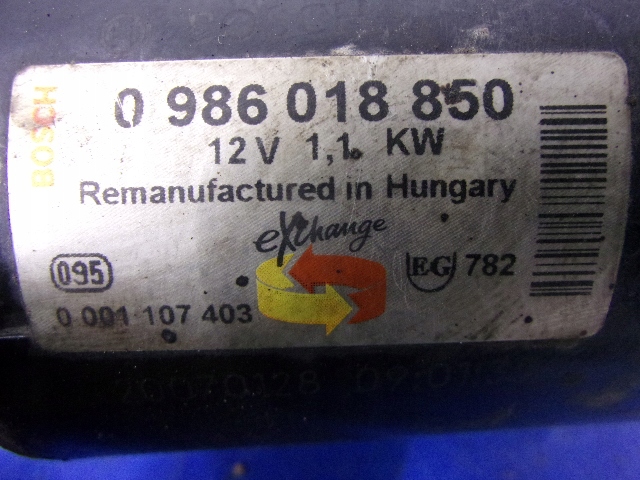 BOSCH
0 986 018 850
12 V 1,1 KW
Remanufactured in Hungary
exchange
095
EG 782
0 001 107 403